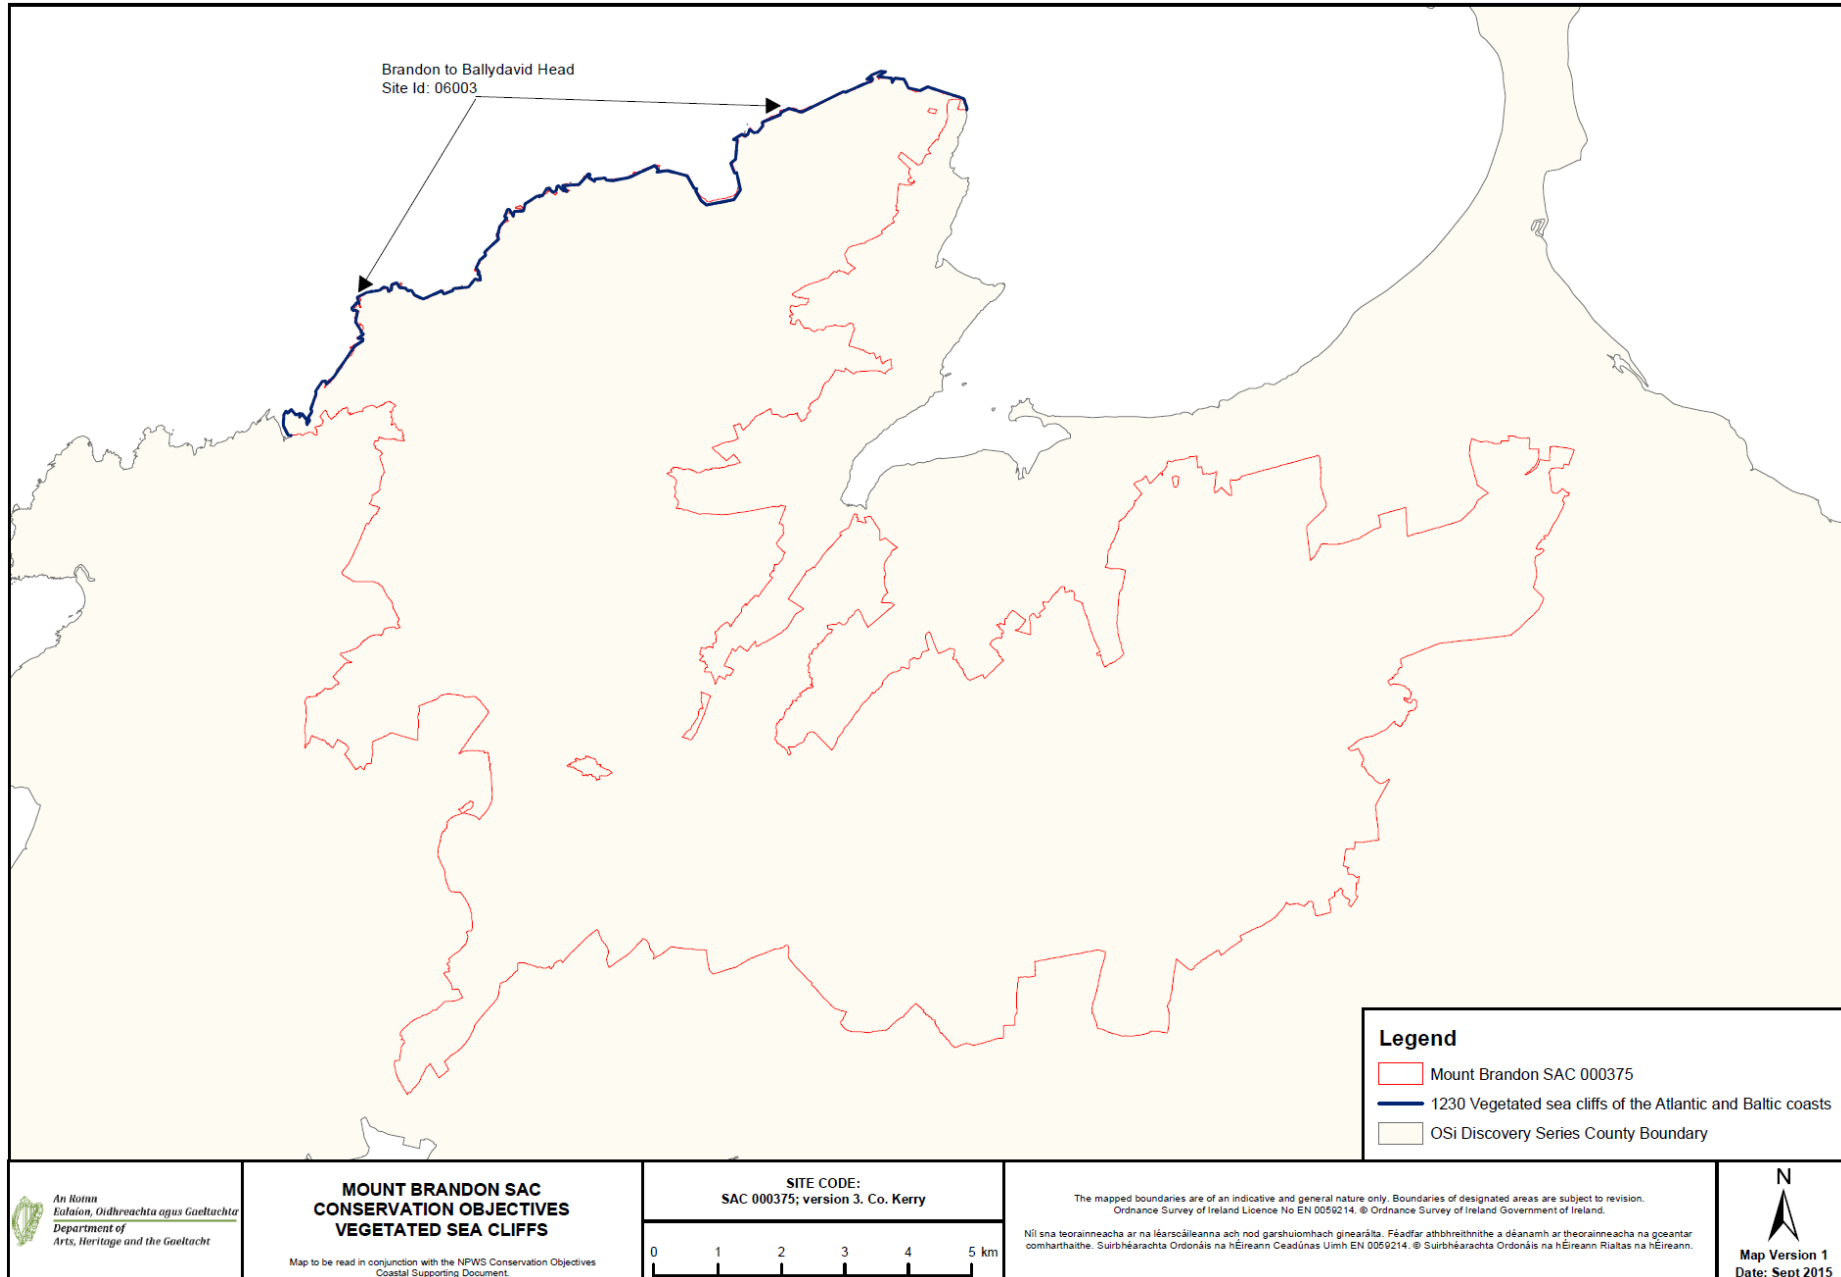 Brandon to Ballydavid Head
Site Id: 06003
Legend
Mount Brandon SAC 000375
1230 Vegetated sea cliffs of the Atlantic and Baltic coasts
OSi Discovery Series County Boundary
An Roinn
Ealaíon, Oidhreachta agus Gaeltachta
Department of
Arts, Heritage and the Gaeltacht
MOUNT BRANDON SAC
CONSERVATION OBJECTIVES
VEGETATED SEA CLIFFS
Map to be read in conjunction with the NPWS Conservation Objectives
Coastal Supporting Document.
SITE CODE:
SAC 000375; version 3. Co. Kerry
0 1 2 3 4 5 km
The mapped boundaries are of an indicative and general nature only. Boundaries of designated areas are subject to revision.
Ordnance Survey of Ireland Licence No EN 0059214. © Ordnance Survey of Ireland Government of Ireland.
Níl sna teorainneacha ar na léarscáileanna ach nod garshuiomhach ginearálta. Féadfar athbhreithnithe a déanamh ar theorainneacha na gceantar
comharthaithe. Suirbhéarachta Ordonáis na hÉireann Ceadúnas Uimh EN 0059214. © Suirbhéarachta Ordonáis na hÉireann Rialtas na hÉireann.
N
Map Version 1
Date: Sept 2015